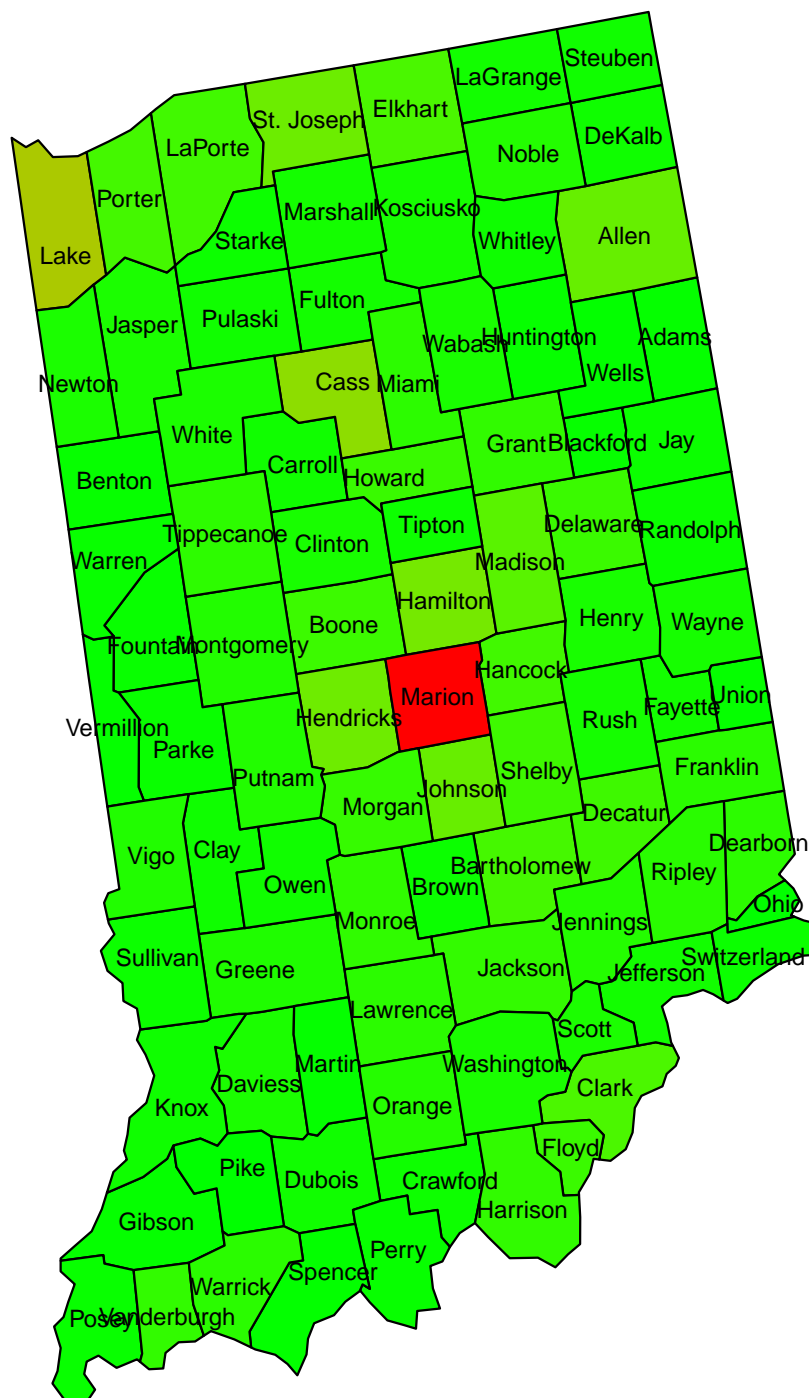 Steuben
LaGrange
Elkhart
St. Joseph
LaPorte
DeKalb
Noble
Porter
Kosciusko
Marshall
Starke
Whitley
Allen
Lake
Fulton
Pulaski
Jasper
Huntington
Adams
Wabash
Wells
Newton
Cass
Miami
White
Grant
Blackford
Jay
Carroll
Howard
Benton
Tipton
Delaware
Randolph
Tippecanoe
Clinton
Warren
Madison
Hamilton
Henry
Wayne
Boone
Fountain
Montgomery
Hancock
Marion
Union
Fayette
Hendricks
Rush
Vermillion
Parke
Franklin
Shelby
Putnam
Johnson
Morgan
Decatur
Dearborn
Clay
Vigo
Bartholomew
Ripley
Owen
Brown
Ohio
Monroe
Jennings
Sullivan
Switzerland
Greene
Jackson
Jefferson
Lawrence
Scott
Martin
Washington
Daviess
Clark
Knox
Orange
Floyd
Pike
Dubois
Crawford
Harrison
Gibson
Perry
Spencer
Warrick
Posey
Vanderburgh